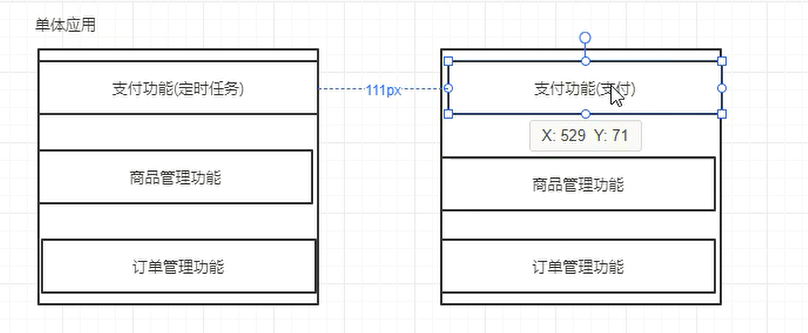 单体应用
支付功能(定时任务)
111px
支付功能(支付)
X: 529 Y: 71
商品管理功能
商品管理功能
订单管理功能
订单管理功能